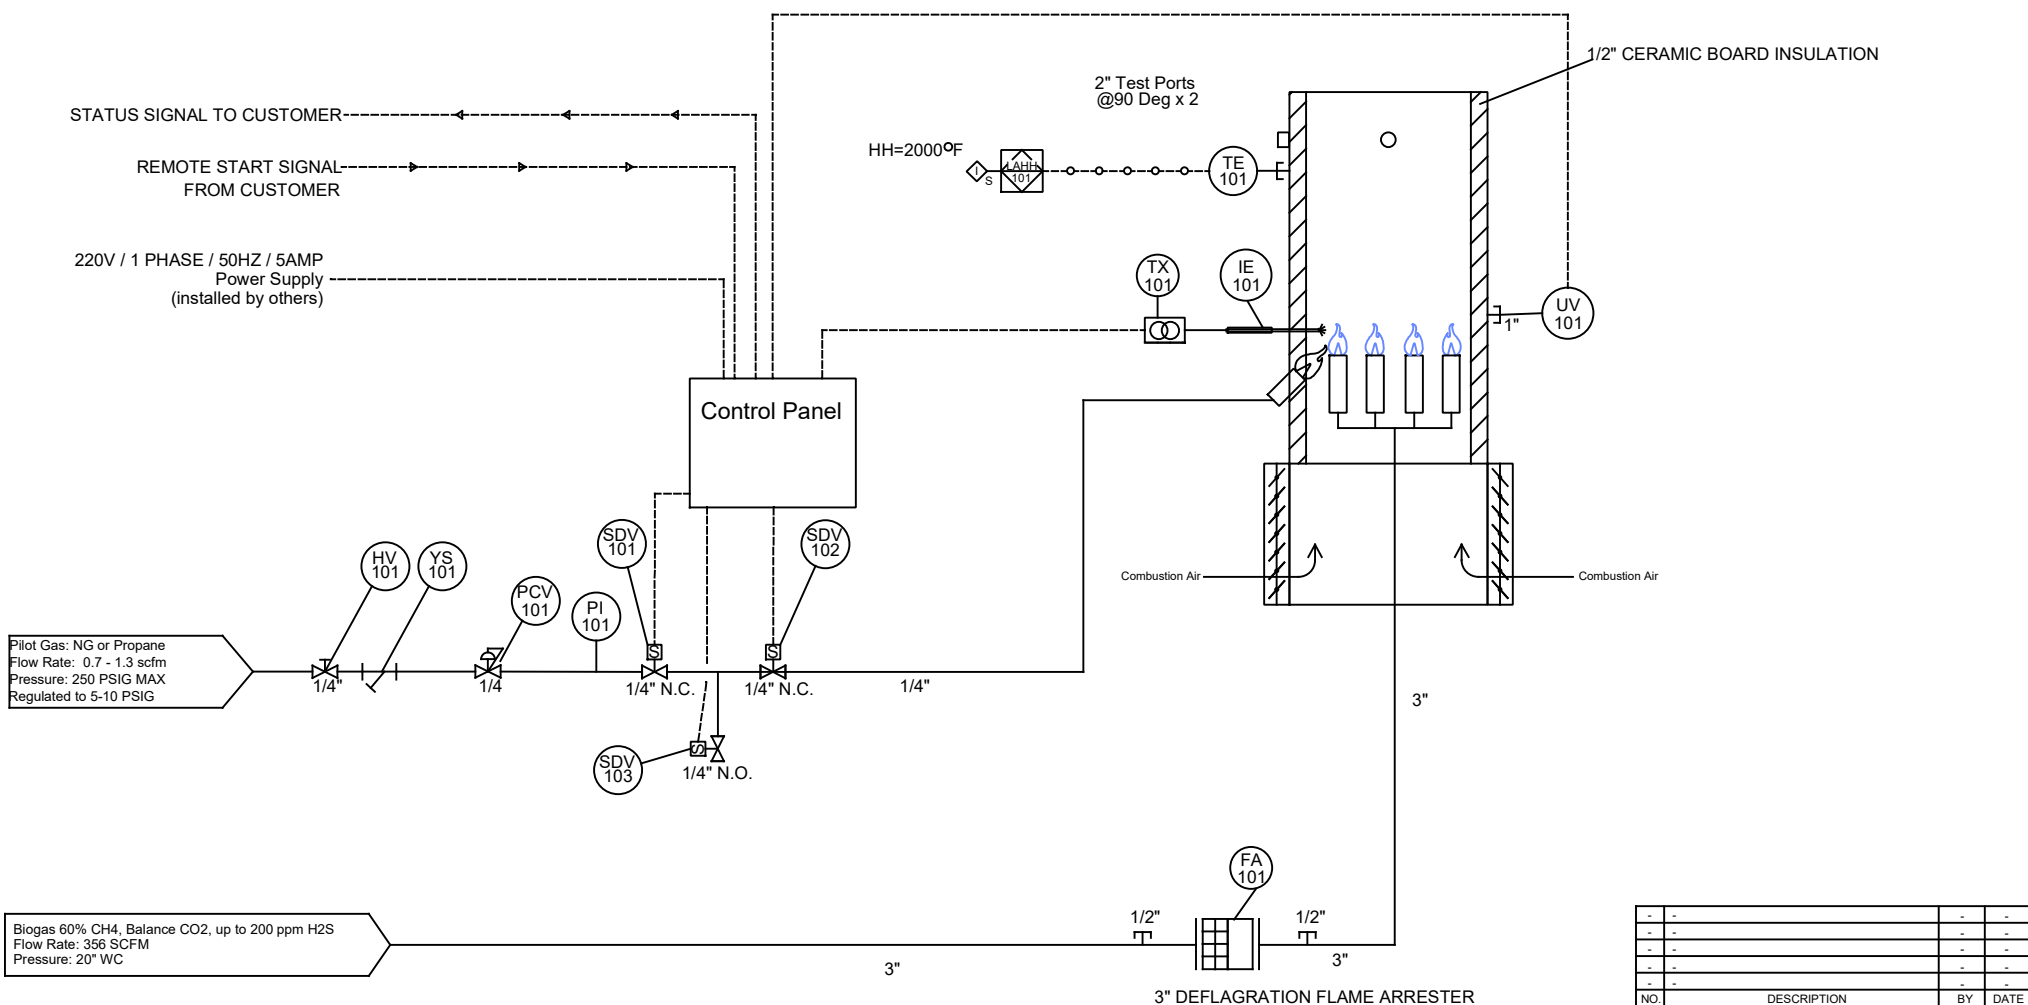 1/2" CERAMIC BOARD INSULATION
2" Test Ports
@90 Deg x 2
STATUS SIGNAL TO CUSTOMER
HH=2000°F
I
S
LAHH
101
TE
101
REMOTE START SIGNAL
FROM CUSTOMER
220V / 1 PHASE / 50HZ / 5AMP
Power Supply
(installed by others)
TX
101
IE
101
UV
101
1"
Control Panel
SDV
101
SDV
102
HV
101
YS
101
PCV
101
PI
101
Combustion Air
Combustion Air
Pilot Gas: NG or Propane
Flow Rate: 0.7 - 1.3 scfm
Pressure: 250 PSIG MAX
Regulated to 5-10 PSIG
S
S
1/4"
1/4
1/4" N.C.
1/4" N.C.
1/4"
3"
SDV
103
S
1/4" N.O.
FA
101
Biogas 60% CH4, Balance CO2, up to 200 ppm H2S
Flow Rate: 356 SCFM
Pressure: 20" WC
1/2"
1/2"
3"
3"
3" DEFLAGRATION FLAME ARRESTER
- - - -
- - - -
- - - -
- - - -
- - - -
NO. DESCRIPTION BY DATE